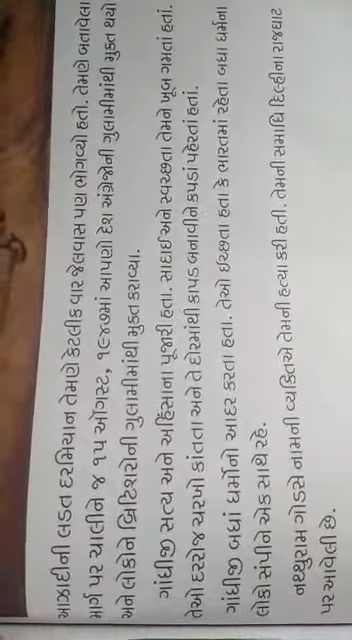 આઝાદીની લડત દરમિયાન તેમણે કેટલીક વાર જેલવાસ પણ ભોગવ્યો હતો. તેમણે બતાવેલા
માર્ગ પર ચાલીને જ ૧૫ ઑગસ્ટ, ૧૯૪૭માં આપણો દેશ અંગ્રેજોની ગુલામીમાંથી મુક્ત થયો
અને લોકોને બ્રિટિશરોની ગુલામીમાંથી મુક્ત કરાવ્યા.
ગાંધીજી સત્ય અને અહિંસાના પૂજારી હતા. સાદાઈ અને સ્વચ્છતા તેમને ખૂબ ગમતાં હતાં.
તેઓ દરરોજ ચરખો કાંતતા અને તે દોરમાંથી કાપડ બનાવીને કપડાં પહેરતાં હતાં.
ગાંધીજી બધાં ધર્મોનો આદર કરતા હતા. તેઓ ઈચ્છતા હતા કે ભારતમાં રહેતા બધા ધર્મના
લોકો સંપીને એકસાથે રહે.
નથ્થુરામ ગોડસે નામની વ્યક્તિએ તેમની હત્યા કરી હતી. તેમની સમાધિ દિલ્હીના રાજઘાટ
પર આવેલી છે.